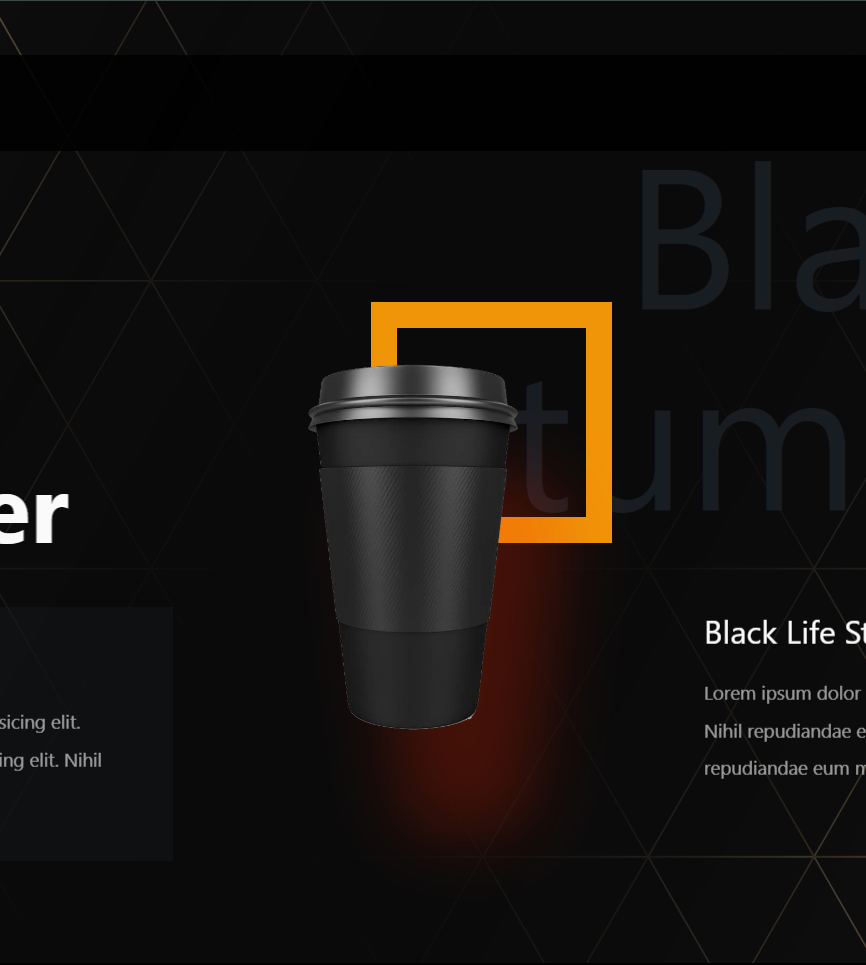 Bla
tum
er
sicing elit.
ing elit. Nihil
Black Life St
Lorem ipsum dolor
Nihil repudiandae e
repudiandae eum m